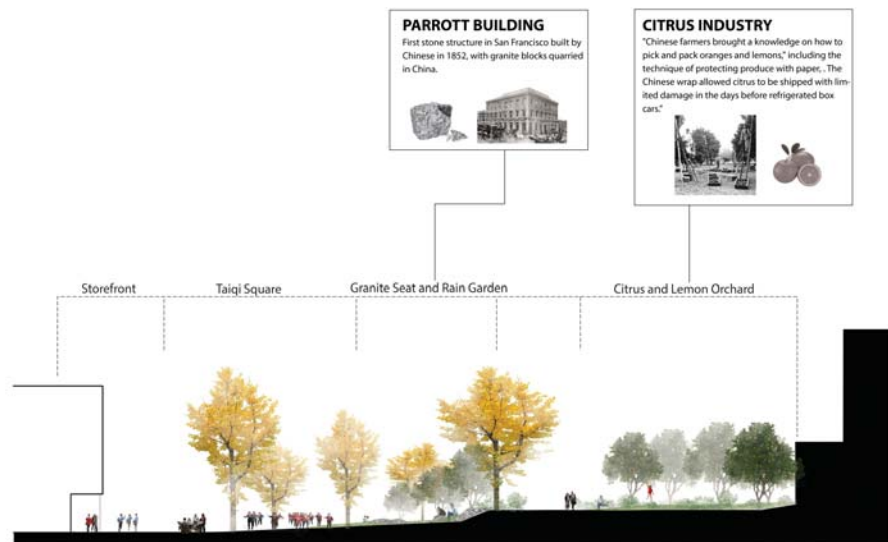 PARROTT BUILDING
First stone structure in San Francisco built by
Chinese in 1852, with granite blocks quarried
in China.
CITRUS INDUSTRY
"Chinese farmers brought a knowledge on how to
pick and pack oranges and lemons," including the
technique of protecting produce with paper, . The
Chinese wrap allowed citrus to be shipped with lim-
ited damage in the days before refrigerated box
cars."
Storefront
Taiqi Square
Granite Seat and Rain Garden
Citrus and Lemon Orchard